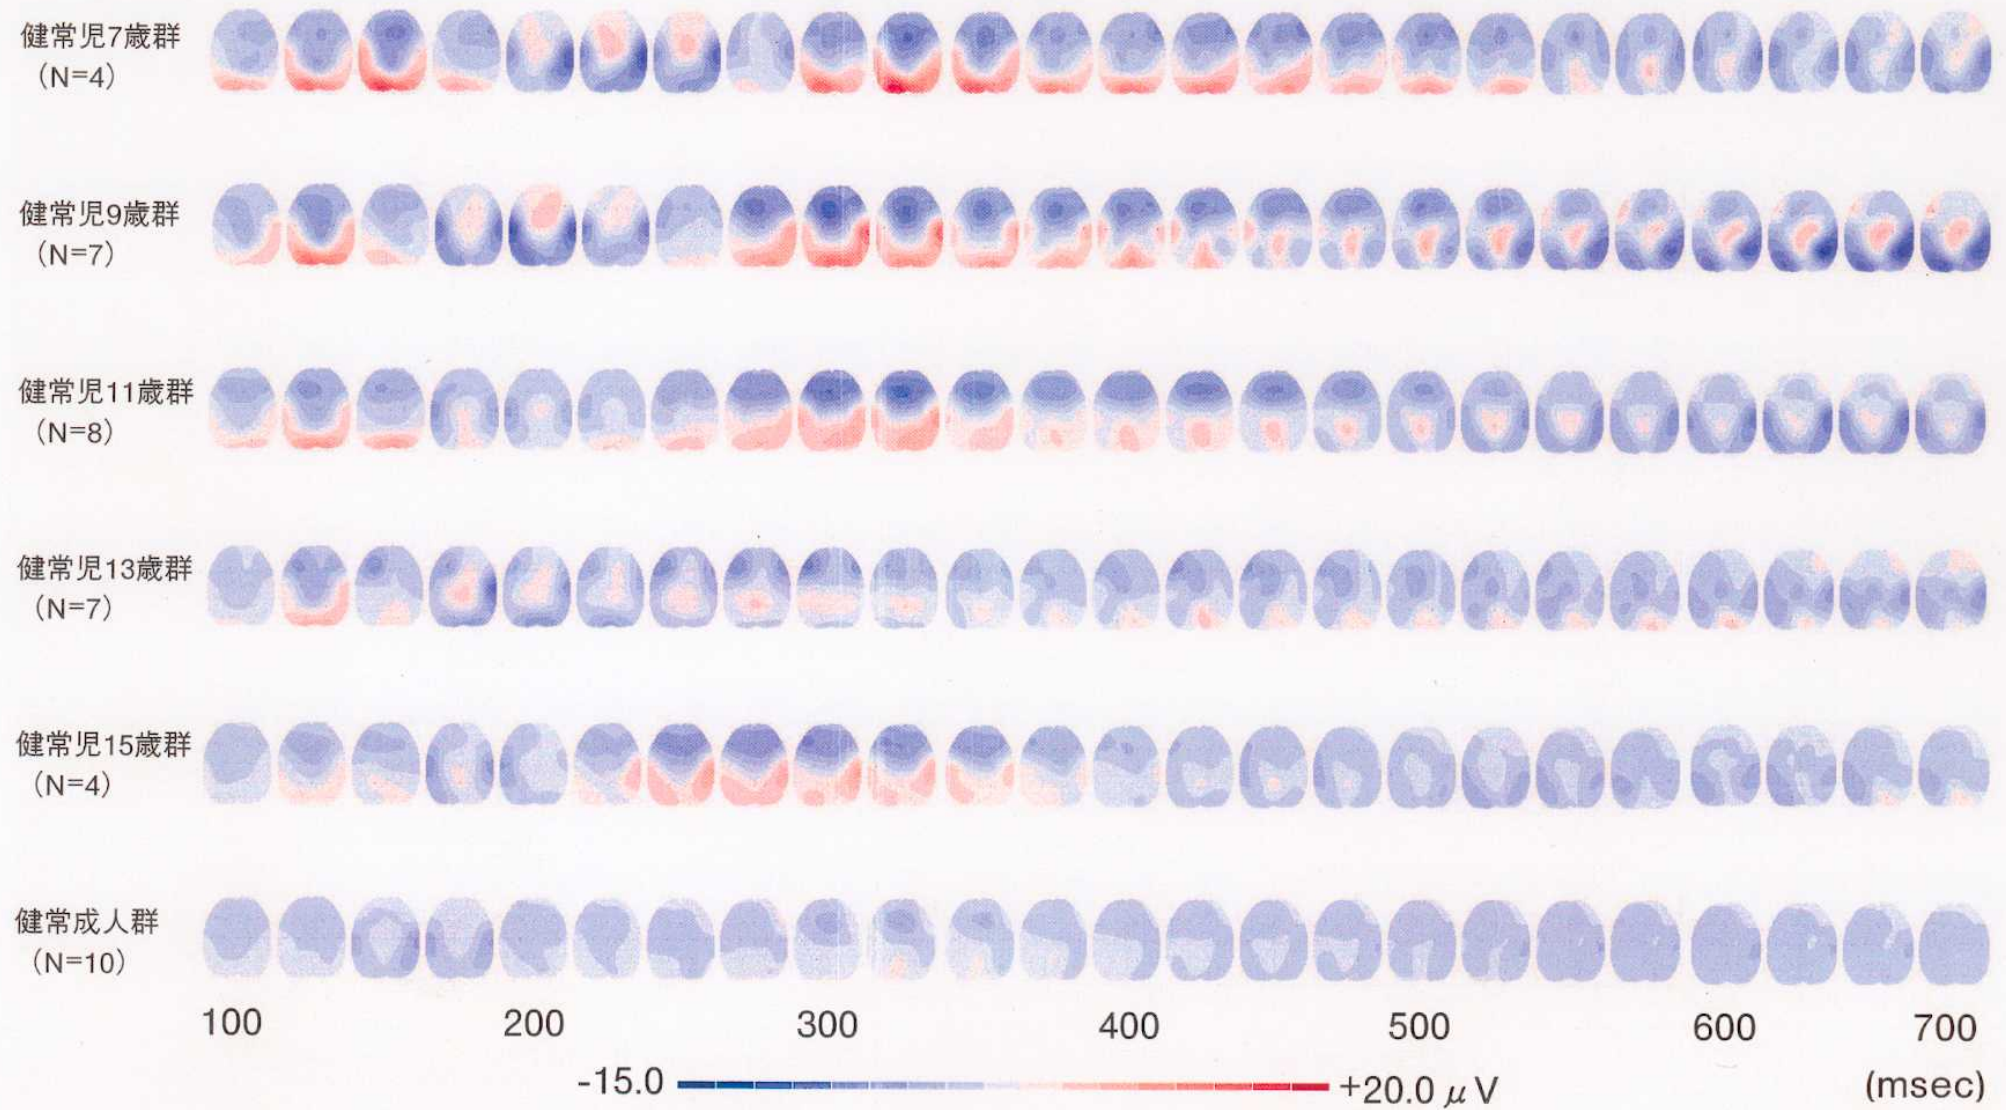 健常児7歳群
（N=4）
健常児9歳群
（N=7）
健常児11歳群
（N=8）
健常児13歳群
（N=7）
健常児15歳群
（N=4）
健常成人群
（N=10）
100 200 300 400 500 600 700
-15.0 +20.0 μV (msec)